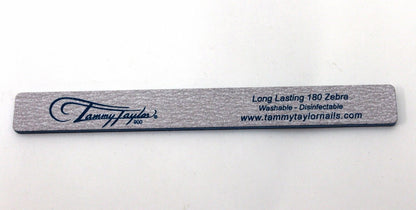 Tammy Taylor®
Long Lasting 180 Zebra
Washable - Disinfectable
www.tammytaylornails.com